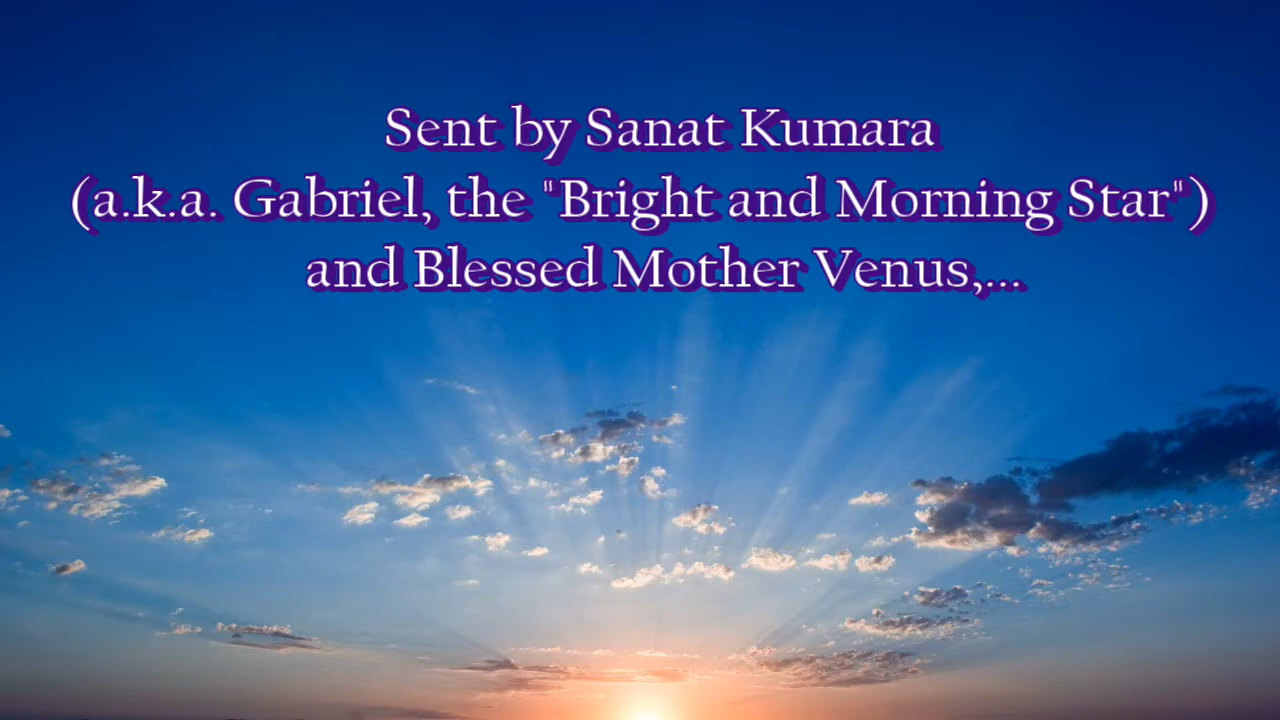 Sent by Sanat Kumara
(a.k.a. Gabriel, the "Bright and Morning Star")
and Blessed Mother Venus,...